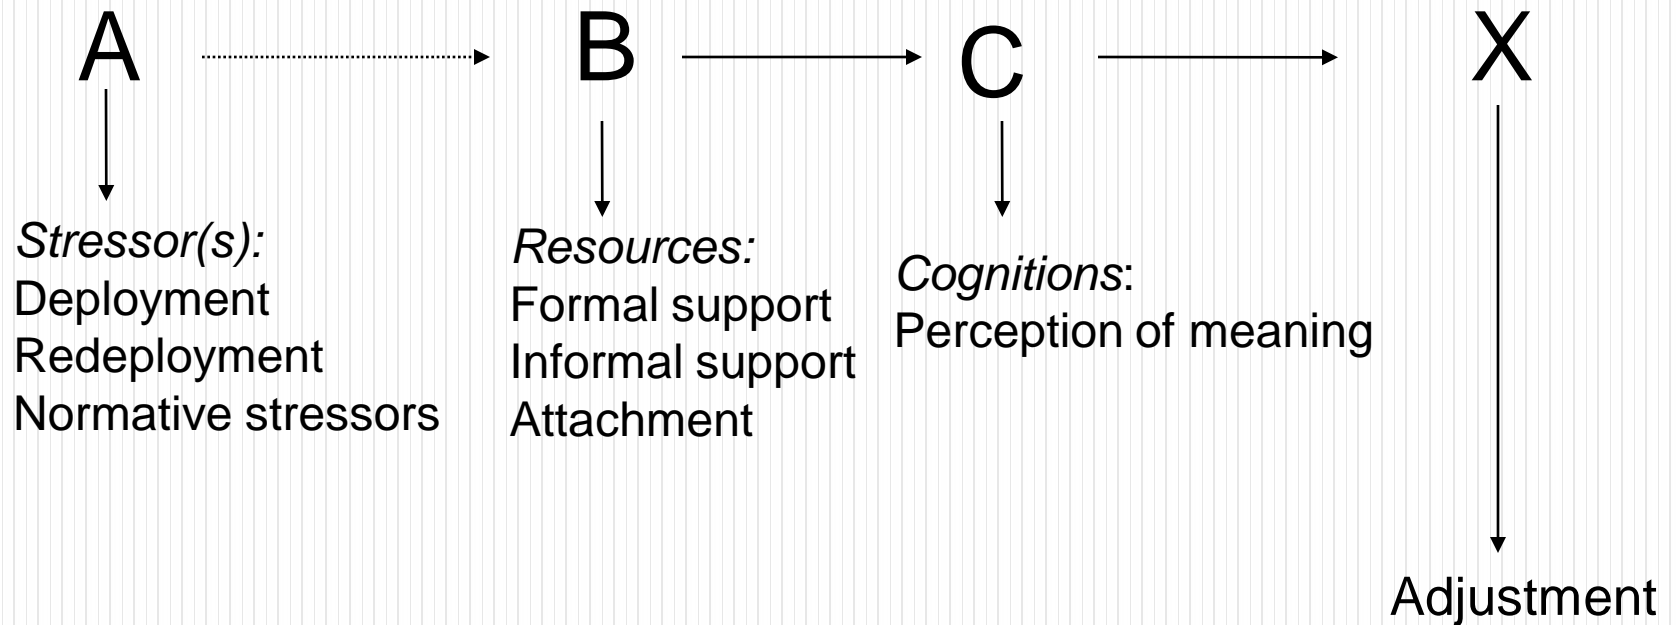 A
B
C
X
Stressor(s):
Deployment
Redeployment
Normative stressors
Resources:
Formal support
Informal support
Attachment
Cognitions:
Perception of meaning
Adjustment